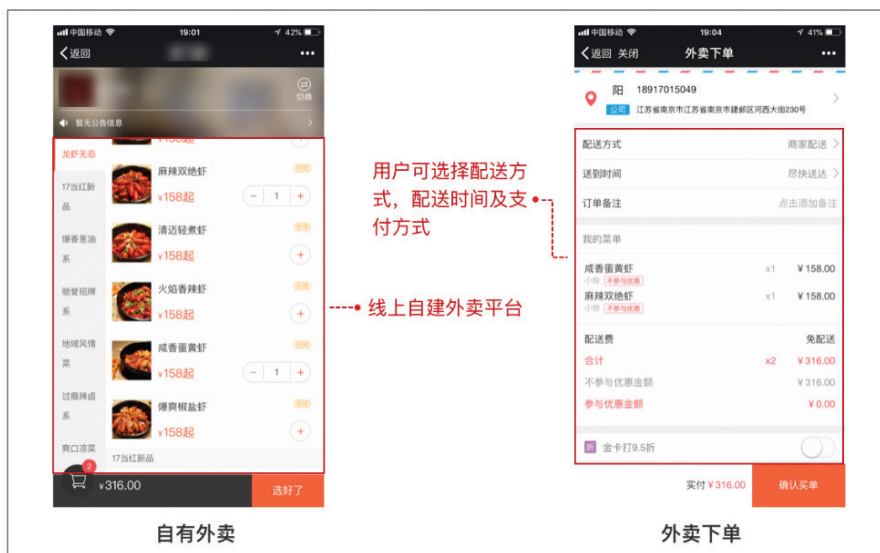 中国移动
19:01
42%
返回
切换
暂无公告信息
龙虾无忌
17当红新
品
爆香葱油
系
驰誉招牌
系
地域风情
菜
过瘾辣卤
系
爽口凉菜
麻辣双绝虾
¥158起
- 1 +
清迈轻煮虾
¥158起
+
火焰香辣虾
¥158起
+
咸香蛋黄虾
¥158起
- 1 +
爆爽椒盐虾
¥158起
+
17当红新品
2
¥316.00
选好了
自有外卖
用户可选择配送方
式，配送时间及支
付方式
线上自建外卖平台
中国移动
19:04
41%
返回 关闭 外卖下单
阳 18917015049
公司 江苏省南京市江苏省南京市建邺区河西大街230号
配送方式 商家配送
送到时间 尽快送达
订单备注 点击添加备注
我的菜单
咸香蛋黄虾 x1 ¥158.00
小份 不参与优惠
麻辣双绝虾 x1 ¥158.00
小份 不参与优惠
配送费 免配送
合计 x2 ¥316.00
不参与优惠金额 ¥316.00
参与优惠金额 ¥0.00
折 金卡打9.5折
实付¥316.00 确认买单
外卖下单